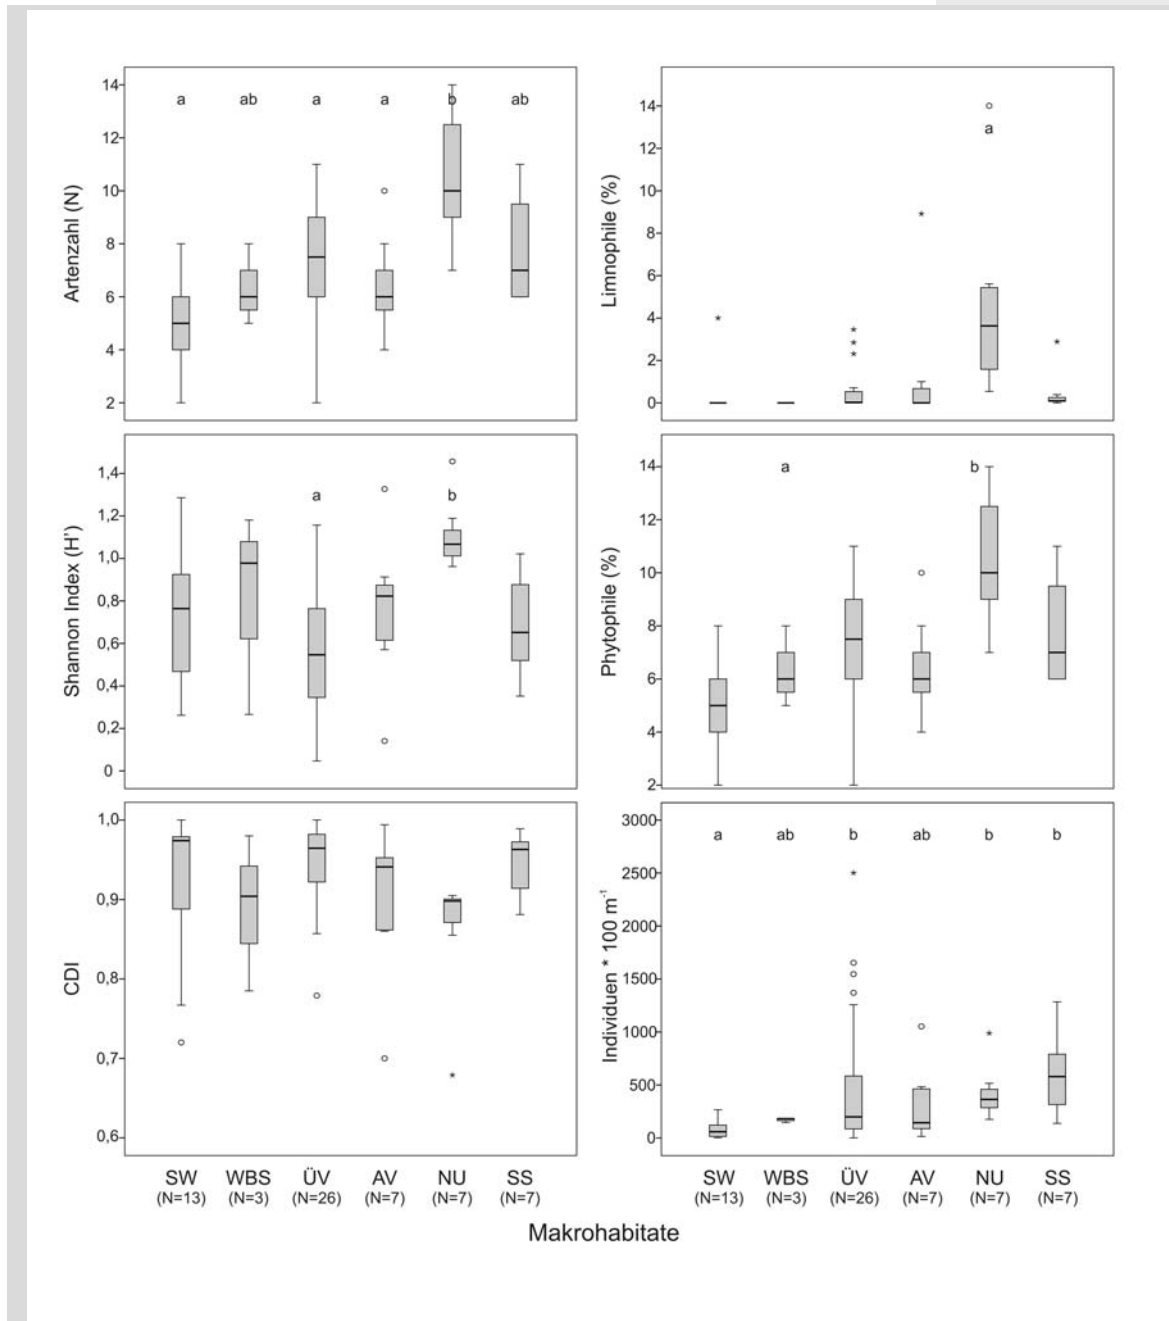 Artenzahl (N)
14
12
10
8
6
4
2
a ab a a b ab
Limnophile (%)
14
12
10
8
6
4
2
0
a
Shannon Index (H')
1,4
1,2
1,0
0,8
0,6
0,4
0,2
0
a b
Phytophile (%)
14
12
10
8
6
4
2
a b
CDI
1,0
0,9
0,8
0,7
0,6
Individuen * 100 m⁻¹
3000
2500
2000
1500
1000
500
0
a ab b ab b b
SW WBS ÜV AV NU SS
(N=13) (N=3) (N=26) (N=7) (N=7) (N=7)
SW WBS ÜV AV NU SS
(N=13) (N=3) (N=26) (N=7) (N=7) (N=7)
Makrohabitate